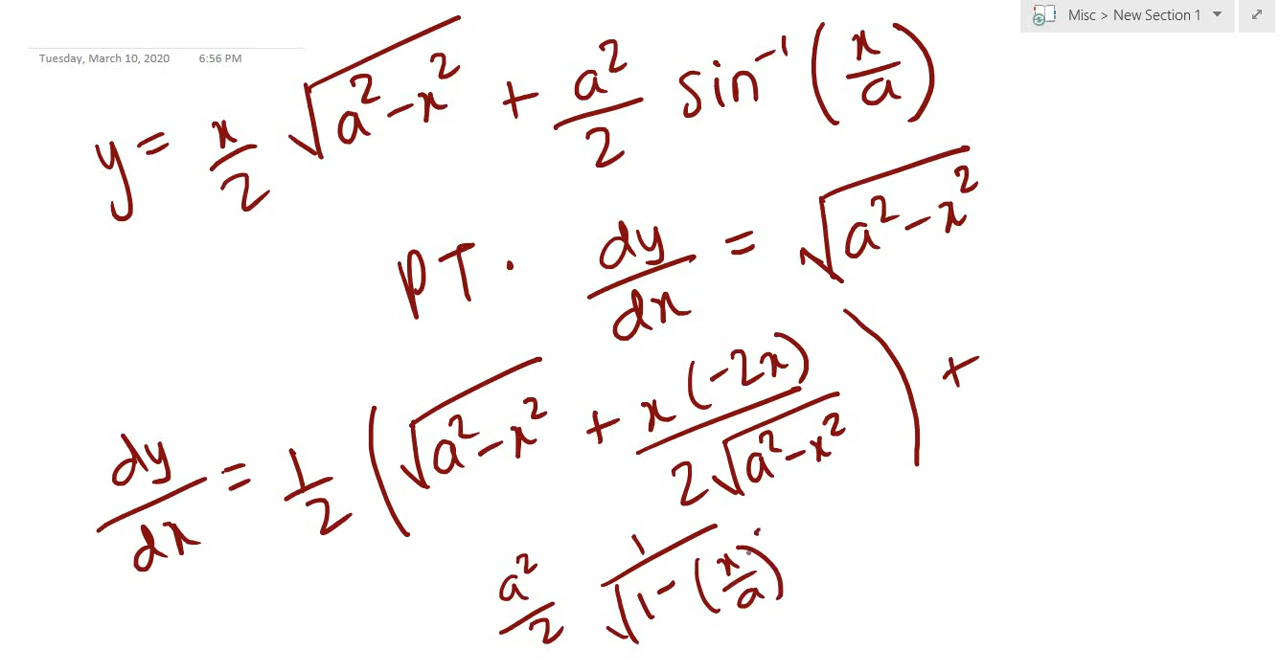 Misc > New Section 1
Tuesday, March 10, 2020 6:56 PM
y = x/2 √(a² - x²) + a²/2 sin⁻¹(x/a)
PT. dy/dx = √(a² - x²)
dy/dx = 1/2 (√(a² - x²) + x(-2x)/(2√(a² - x²))) +
a²/2 1/√(1 - (x/a)